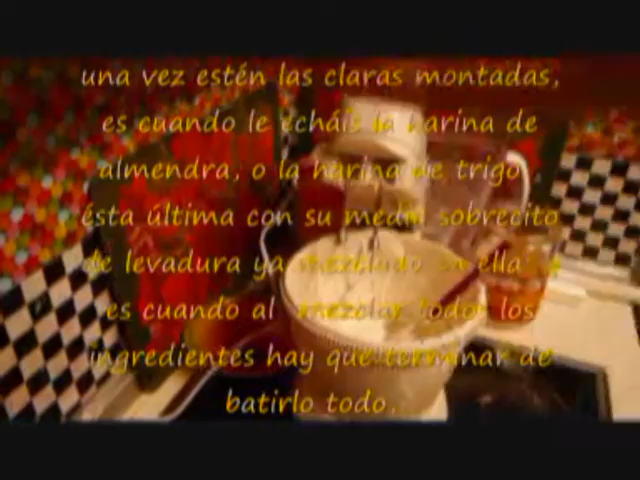 una vez estén las claras montadas,
es cuando le echáis la harina de
almendra, o la harina de trigo
ésta última con su medio sobrecito
de levadura ya mezclado con ella
es cuando al mezclar todos los
ingredientes hay que terminar de
batirlo todo.